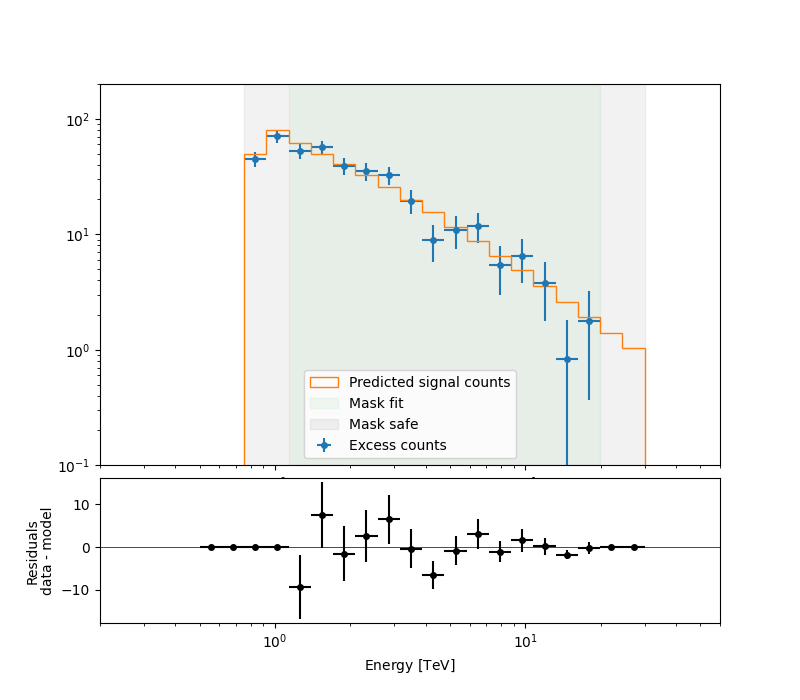 10²
10¹
10⁰
10⁻¹
Predicted signal counts
Mask fit
Mask safe
Excess counts
10
0
−10
Residuals
data - model
10⁰
10¹
Energy [TeV]